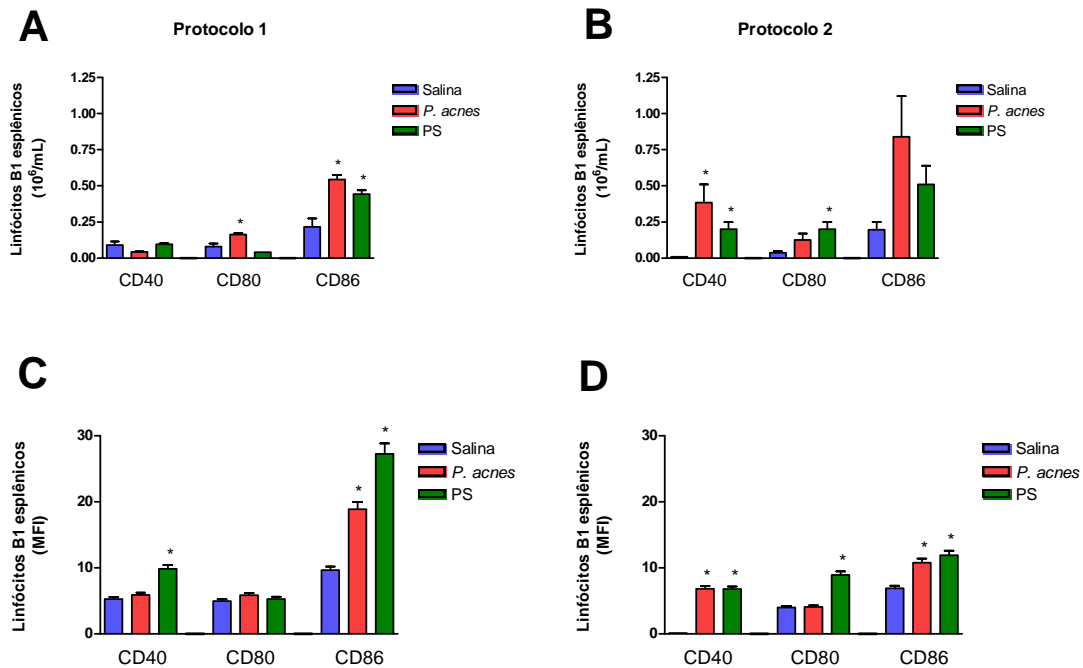 A
Protocolo 1
Linfócitos B1 esplênicos
(10⁶/mL)
1.25
1.00
0.75
0.50
0.25
0.00
*
*
*
CD40
CD80
CD86
Salina
P. acnes
PS
B
Protocolo 2
Linfócitos B1 esplênicos
(10⁶/mL)
1.25
1.00
0.75
0.50
0.25
0.00
*
*
*
CD40
CD80
CD86
Salina
P. acnes
PS
C
Linfócitos B1 esplênicos
(MFI)
30
20
10
0
*
*
*
CD40
CD80
CD86
Salina
P. acnes
PS
D
Linfócitos B1 esplênicos
(MFI)
30
20
10
0
*
*
*
*
*
CD40
CD80
CD86
Salina
P. acnes
PS